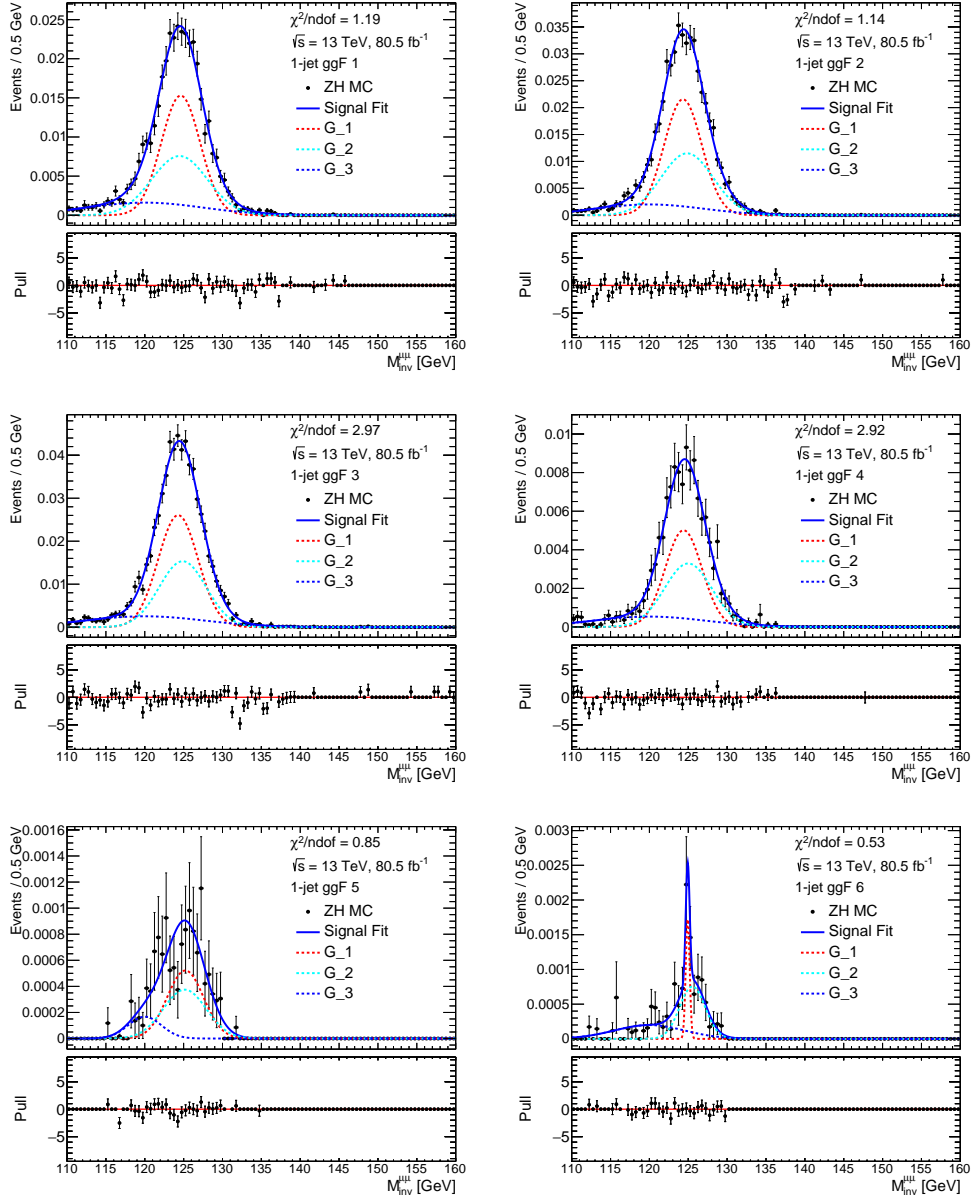 Events / 0.5 GeV
0.025
0.02
0.015
0.01
0.005
0
χ²/ndof = 1.19
√s = 13 TeV, 80.5 fb⁻¹
1-jet ggF 1
ZH MC
Signal Fit
G_1
G_2
G_3
Pull
5
0
−5
110 115 120 125 130 135 140 145 150 155 160
M^μμ_inv [GeV]
Events / 0.5 GeV
0.035
0.03
0.025
0.02
0.015
0.01
0.005
0
χ²/ndof = 1.14
√s = 13 TeV, 80.5 fb⁻¹
1-jet ggF 2
ZH MC
Signal Fit
G_1
G_2
G_3
Pull
5
0
−5
110 115 120 125 130 135 140 145 150 155 160
M^μμ_inv [GeV]
Events / 0.5 GeV
0.04
0.03
0.02
0.01
0
χ²/ndof = 2.97
√s = 13 TeV, 80.5 fb⁻¹
1-jet ggF 3
ZH MC
Signal Fit
G_1
G_2
G_3
Pull
5
0
−5
110 115 120 125 130 135 140 145 150 155 160
M^μμ_inv [GeV]
Events / 0.5 GeV
0.01
0.008
0.006
0.004
0.002
0
χ²/ndof = 2.92
√s = 13 TeV, 80.5 fb⁻¹
1-jet ggF 4
ZH MC
Signal Fit
G_1
G_2
G_3
Pull
5
0
−5
110 115 120 125 130 135 140 145 150 155 160
M^μμ_inv [GeV]
Events / 0.5 GeV
0.0016
0.0014
0.0012
0.001
0.0008
0.0006
0.0004
0.0002
0
χ²/ndof = 0.85
√s = 13 TeV, 80.5 fb⁻¹
1-jet ggF 5
ZH MC
Signal Fit
G_1
G_2
G_3
Pull
5
0
−5
110 115 120 125 130 135 140 145 150 155 160
M^μμ_inv [GeV]
Events / 0.5 GeV
0.003
0.0025
0.002
0.0015
0.001
0.0005
0
χ²/ndof = 0.53
√s = 13 TeV, 80.5 fb⁻¹
1-jet ggF 6
ZH MC
Signal Fit
G_1
G_2
G_3
Pull
5
0
−5
110 115 120 125 130 135 140 145 150 155 160
M^μμ_inv [GeV]